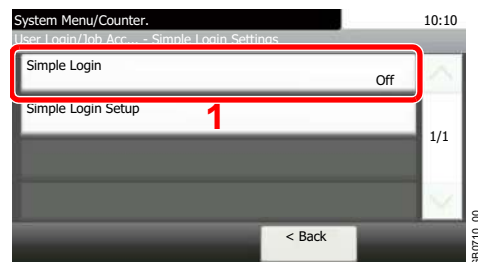 System Menu/Counter.
10:10
User Login/Job Acc... - Simple Login Settings
Simple Login
Off
Simple Login Setup
1
1/1
< Back
GB0710_00